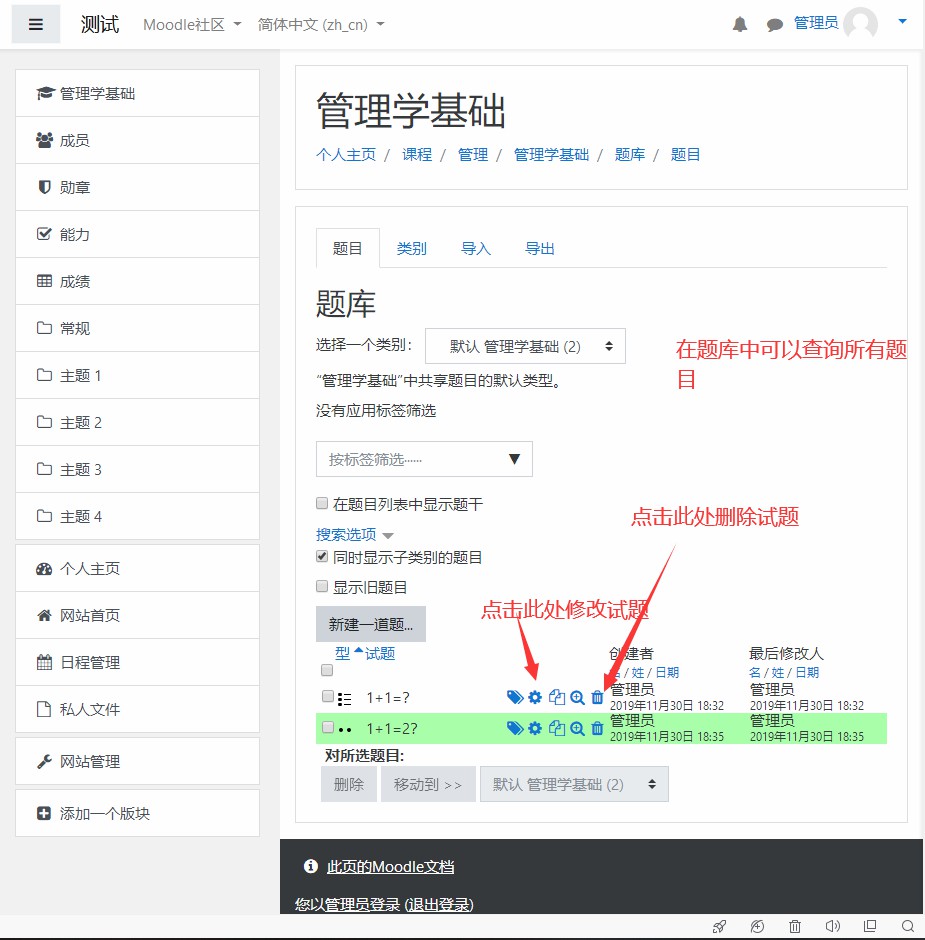 测试 Moodle社区 简体中文 (zh_cn) 管理员
管理学基础
成员
勋章
能力
成绩
常规
主题 1
主题 2
主题 3
主题 4
个人主页
网站首页
日程管理
私人文件
网站管理
添加一个版块
管理学基础
个人主页 / 课程 / 管理 / 管理学基础 / 题库 / 题目
题目 类别 导入 导出
题库
选择一个类别: 默认 管理学基础 (2)
在题库中可以查询所有题
目
“管理学基础”中共享题目的默认类型。
没有应用标签筛选
按标签筛选......
在题目列表中显示题干
点击此处删除试题
搜索选项
同时显示子类别的题目
显示旧题目
点击此处修改试题
新建一道题...
型 试题 创建者 最后修改人
名 / 姓 / 日期 名 / 姓 / 日期
1+1=? 管理员 管理员
2019年11月30日 18:32 2019年11月30日 18:32
1+1=2? 管理员 管理员
2019年11月30日 18:35 2019年11月30日 18:35
对所选题目:
删除 移动到 >> 默认 管理学基础 (2)
此页的Moodle文档
您以管理员登录 (退出登录)